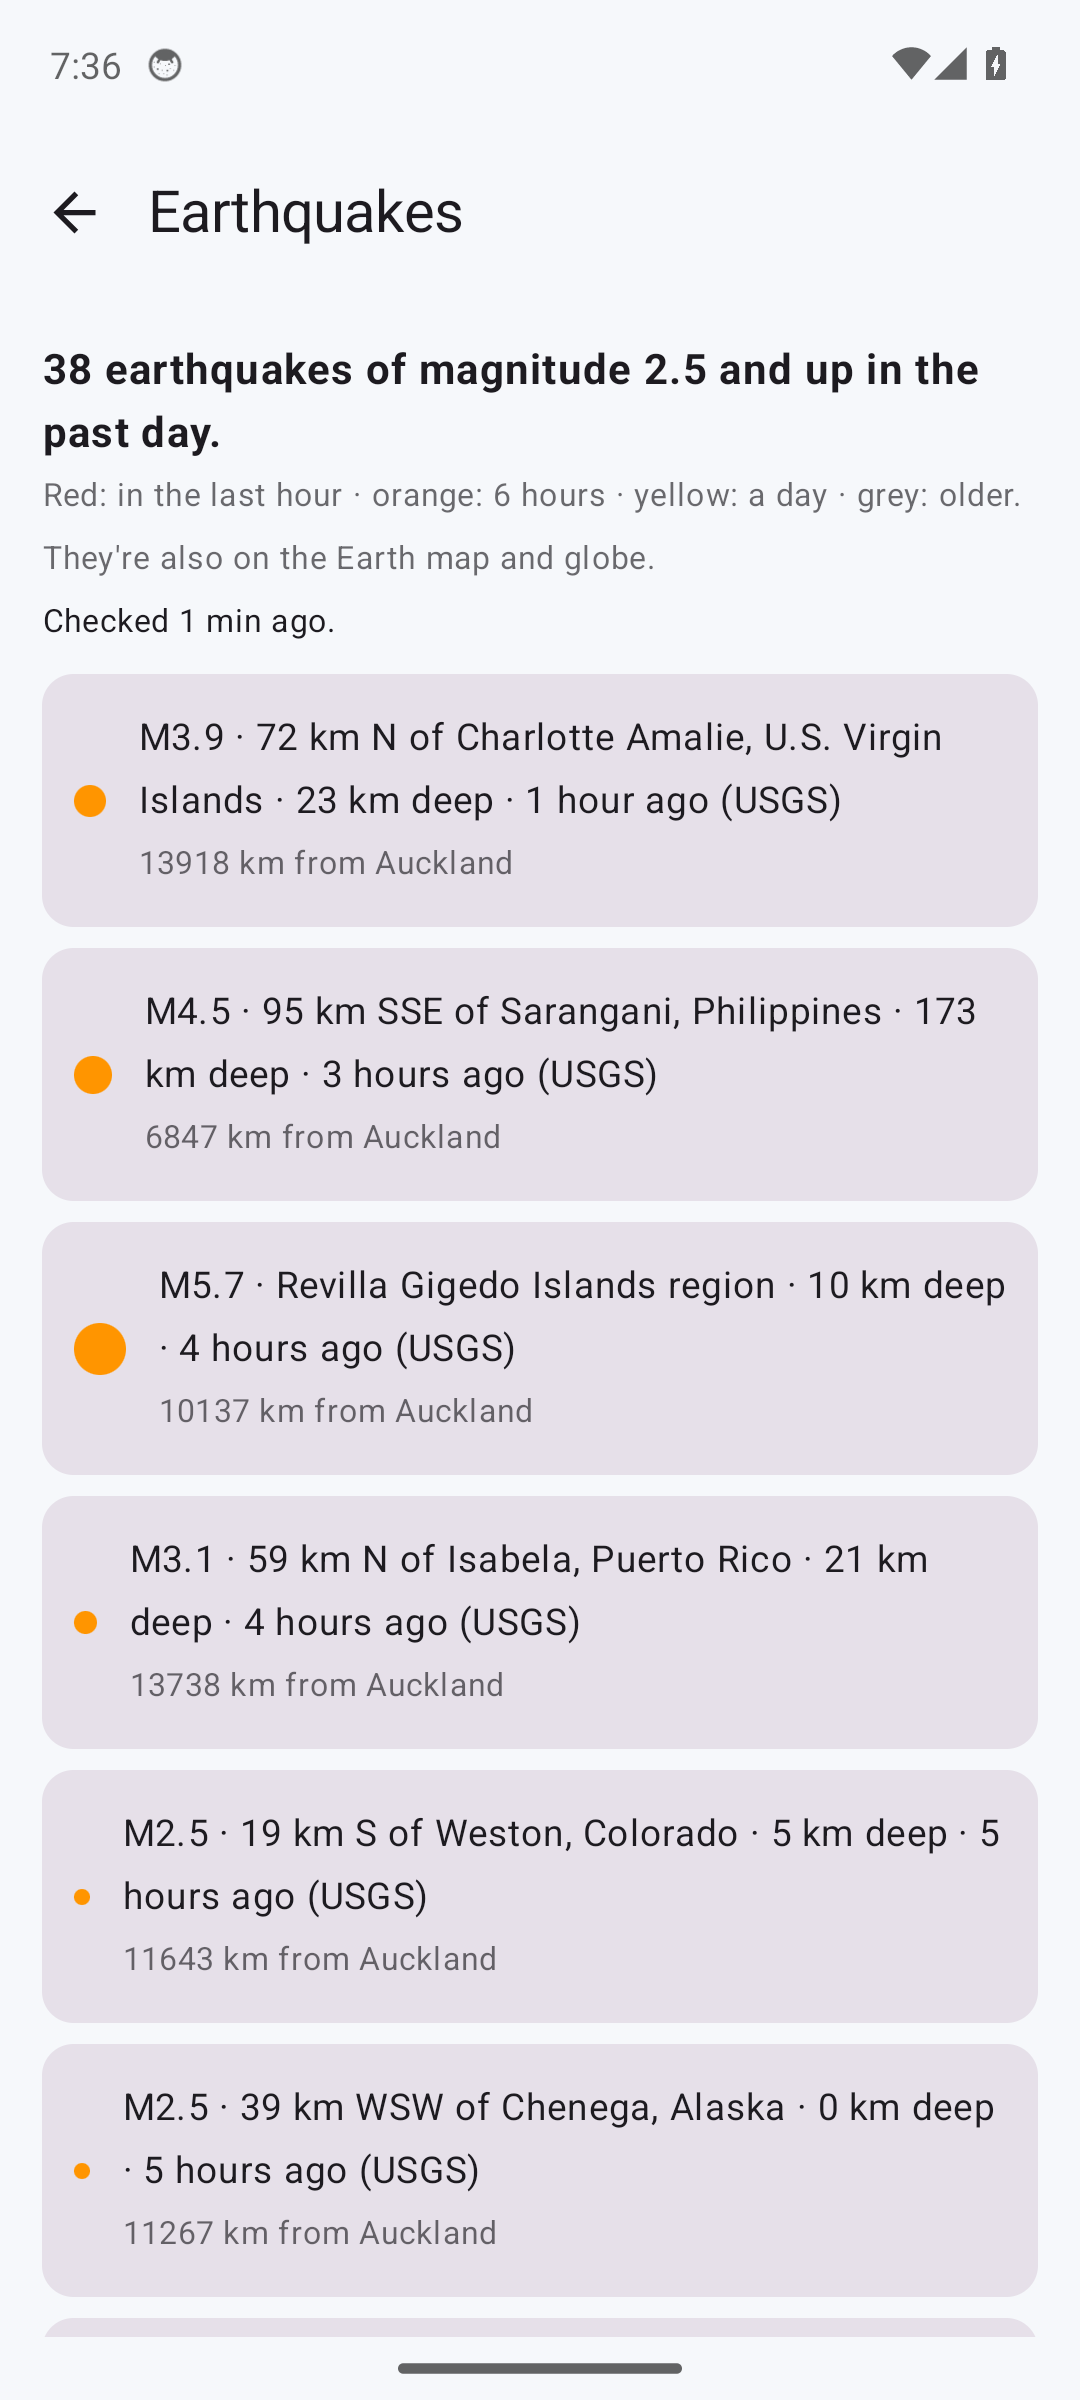 7:36
Earthquakes
38 earthquakes of magnitude 2.5 and up in the
past day.
Red: in the last hour · orange: 6 hours · yellow: a day · grey: older.
They're also on the Earth map and globe.
Checked 1 min ago.
M3.9 · 72 km N of Charlotte Amalie, U.S. Virgin
Islands · 23 km deep · 1 hour ago (USGS)
13918 km from Auckland
M4.5 · 95 km SSE of Sarangani, Philippines · 173
km deep · 3 hours ago (USGS)
6847 km from Auckland
M5.7 · Revilla Gigedo Islands region · 10 km deep
· 4 hours ago (USGS)
10137 km from Auckland
M3.1 · 59 km N of Isabela, Puerto Rico · 21 km
deep · 4 hours ago (USGS)
13738 km from Auckland
M2.5 · 19 km S of Weston, Colorado · 5 km deep · 5
hours ago (USGS)
11643 km from Auckland
M2.5 · 39 km WSW of Chenega, Alaska · 0 km deep
· 5 hours ago (USGS)
11267 km from Auckland